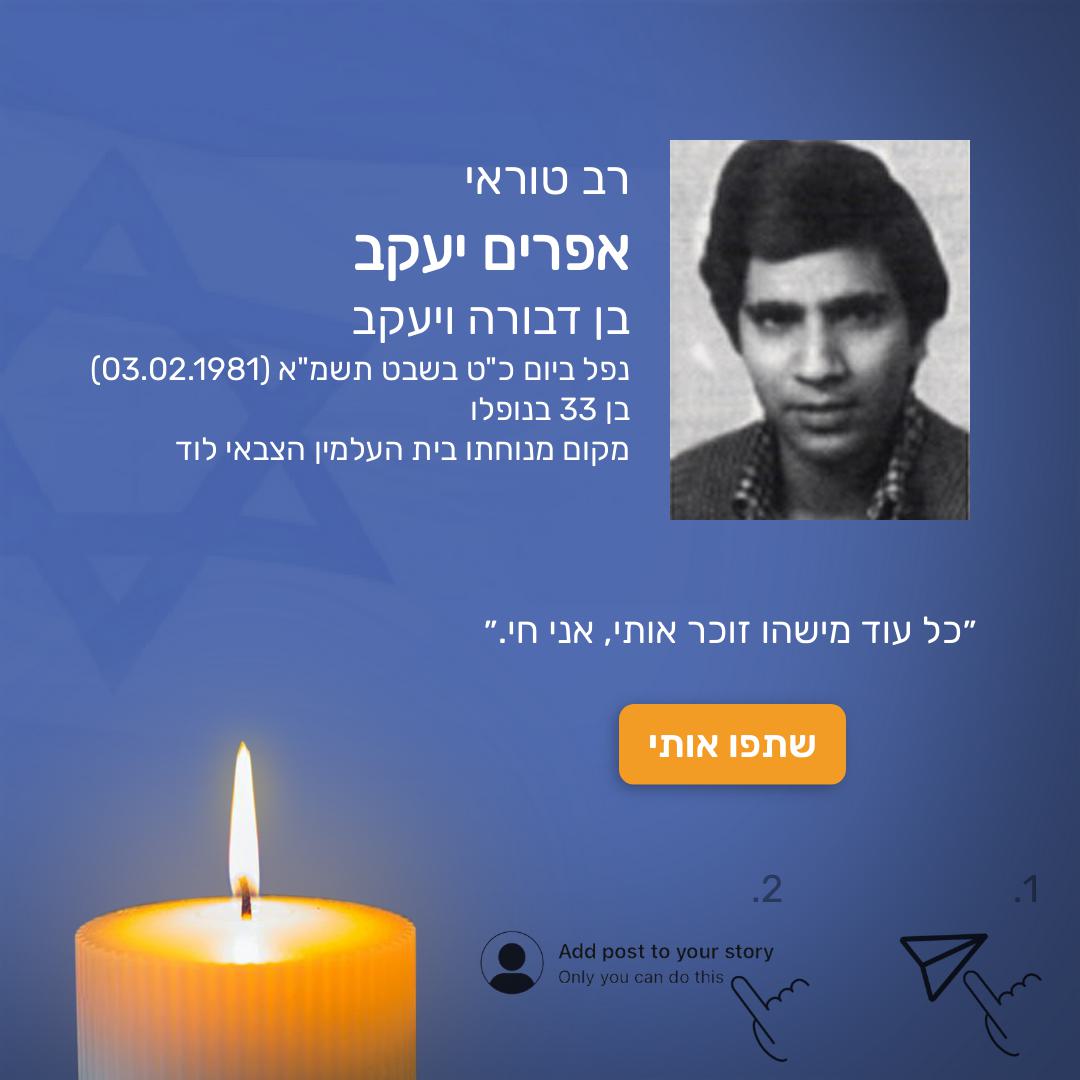 רב טוראי
אפרים יעקב
בן דבורה ויעקב
נפל ביום כ"ט בשבט תשמ"א (03.02.1981)
בן 33 בנופלו
מקום מנוחתו בית העלמין הצבאי לוד
״כל עוד מישהו זוכר אותי, אני חי.״
שתפו אותי
.1
.2
Add post to your story
Only you can do this